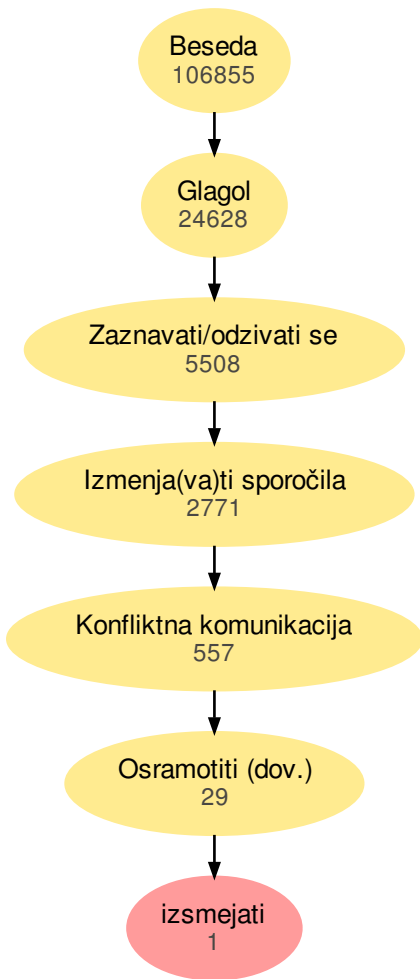 Beseda
106855
Glagol
24628
Zaznavati/odzivati se
5508
Izmenja(va)ti sporočila
2771
Konfliktna komunikacija
557
Osramotiti (dov.)
29
izsmejati
1